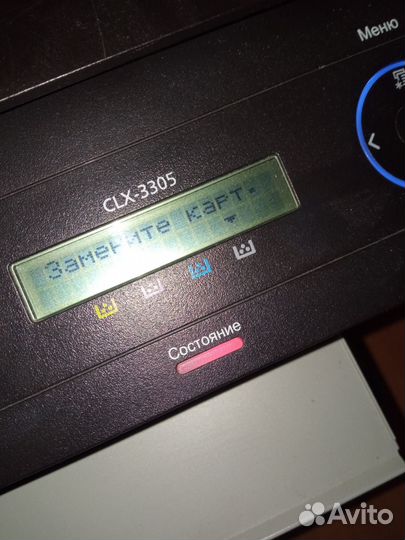 Меню
CLX-3305
Замените карт.
Состояние
Avito